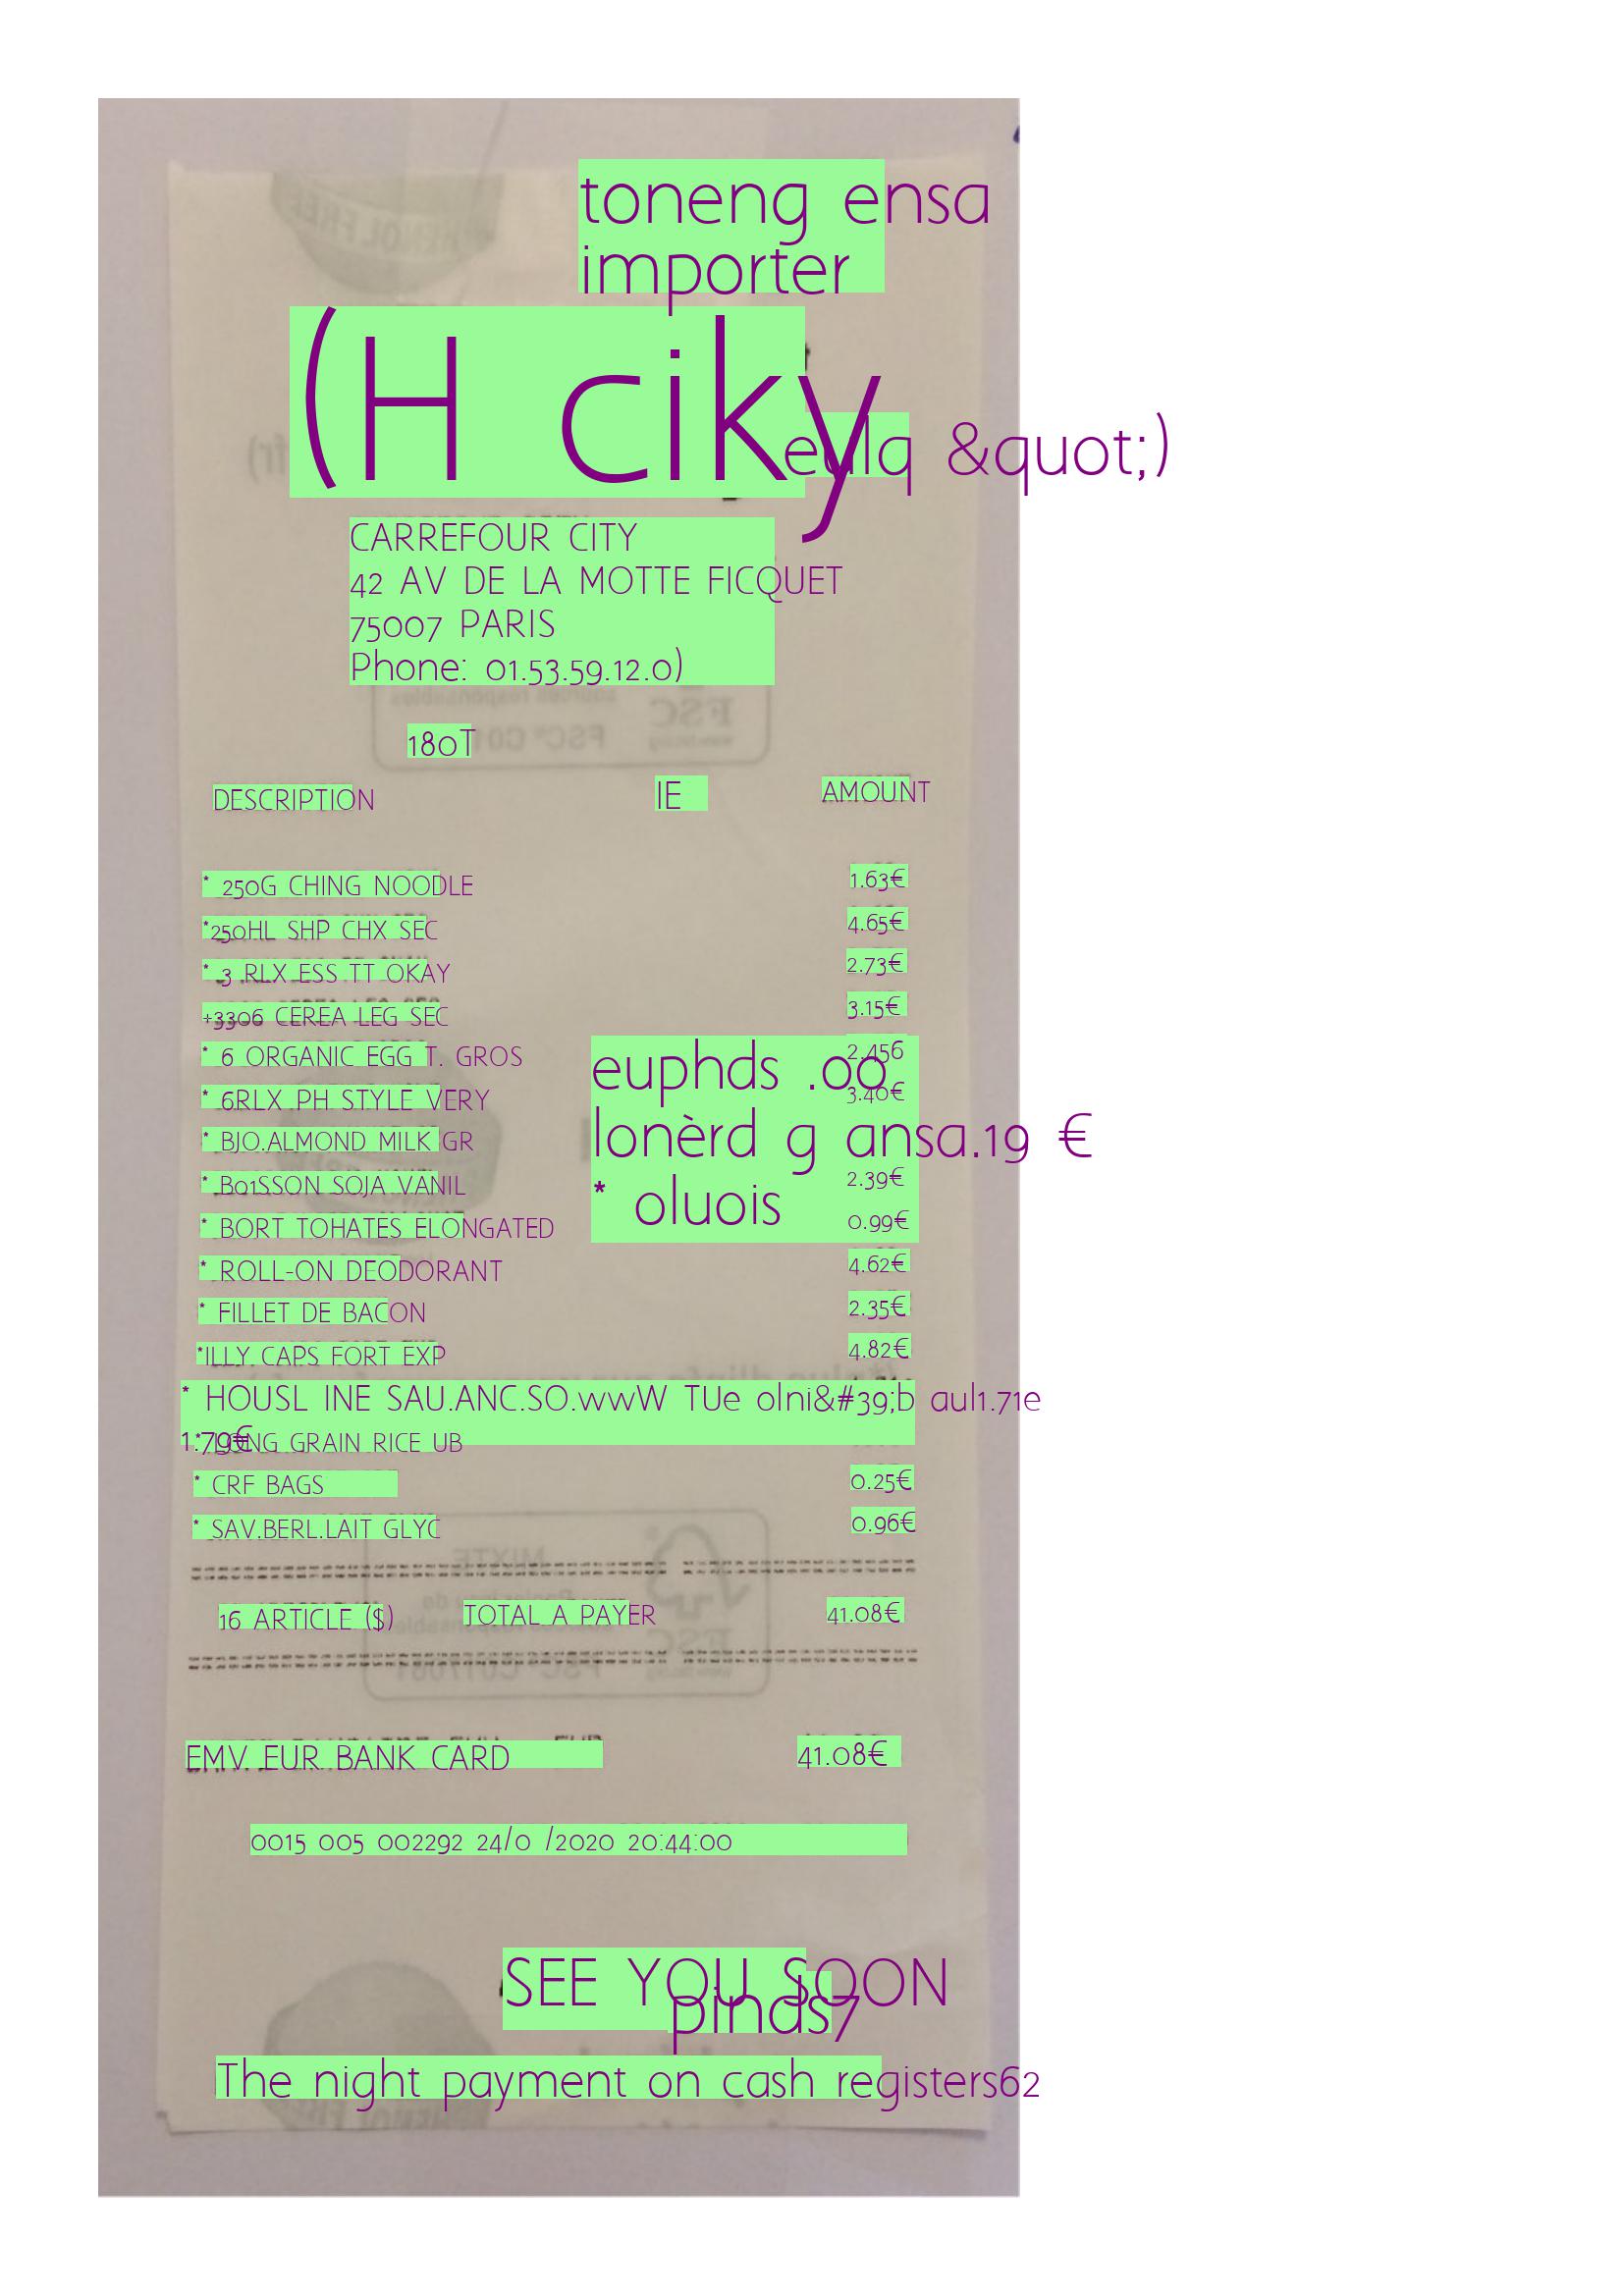 toneng ensa
importer
(H ciky
eulq &quot;)
CARREFOUR CITY
42 AV DE LA MOTTE FICQUET
75007 PARIS
Phone: 01.53.59.12.0)
180T
DESCRIPTION IE AMOUNT
* 250G CHING NOODLE 1.63€
*250HL SHP CHX SEC 4.65€
* 3 RLX ESS TT OKAY 2.73€
+3306 CEREA LEG SEC 3.15€
* 6 ORGANIC EGG T. GROS 2.456
euphds .oo
* 6RLX PH STYLE VERY 3.40€
* BJO.ALMOND MILK GR
lonèrd g ansa.19 €
* B01SSON SOJA VANIL 2.39€
* oluois
* BORT TOHATES ELONGATED 0.99€
* ROLL-ON DEODORANT 4.62€
* FILLET DE BACON 2.35€
*ILLY CAPS FORT EXP 4.82€
* HOUSL INE SAU.ANC.SO.wwW TUe olni&#39;b aul1.71e
1.79€
* LONG GRAIN RICE UB
* CRF BAGS 0.25€
* SAV.BERL.LAIT GLYC 0.96€
16 ARTICLE ($) TOTAL A PAYER 41.08€
EMV EUR BANK CARD 41.08€
0015 005 002292 24/0 /2020 20:44:00
SEE YOU SOON
pinds7
The night payment on cash registers62